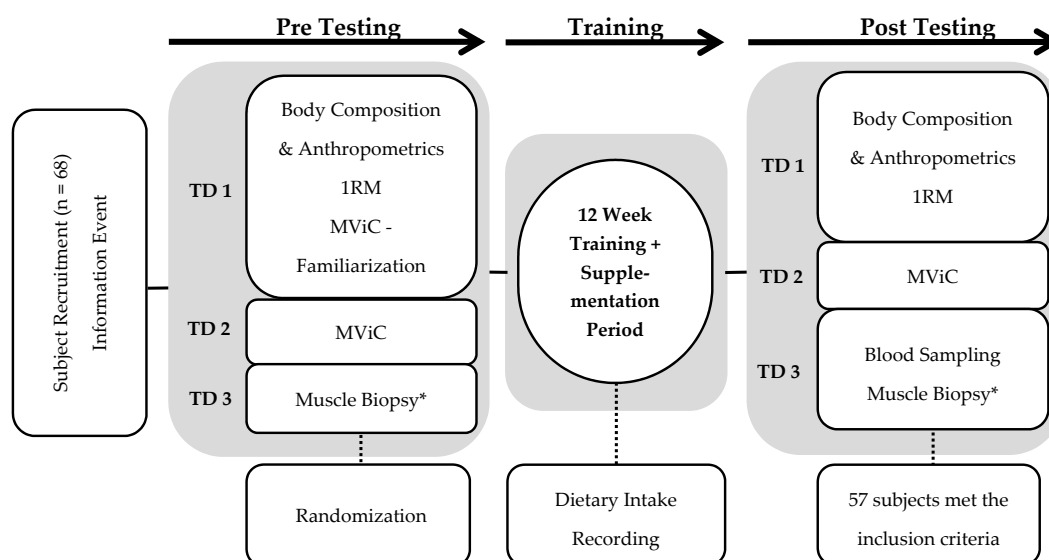 Pre Testing
Training
Post Testing
Subject Recruitment (n = 68)
Information Event
TD 1
Body Composition
& Anthropometrics
1RM
MViC -
Familiarization
TD 2
MViC
TD 3
Muscle Biopsy*
Randomization
12 Week
Training +
Supple-
mentation
Period
Dietary Intake
Recording
TD 1
Body Composition
& Anthropometrics
1RM
TD 2
MViC
TD 3
Blood Sampling
Muscle Biopsy*
57 subjects met the
inclusion criteria